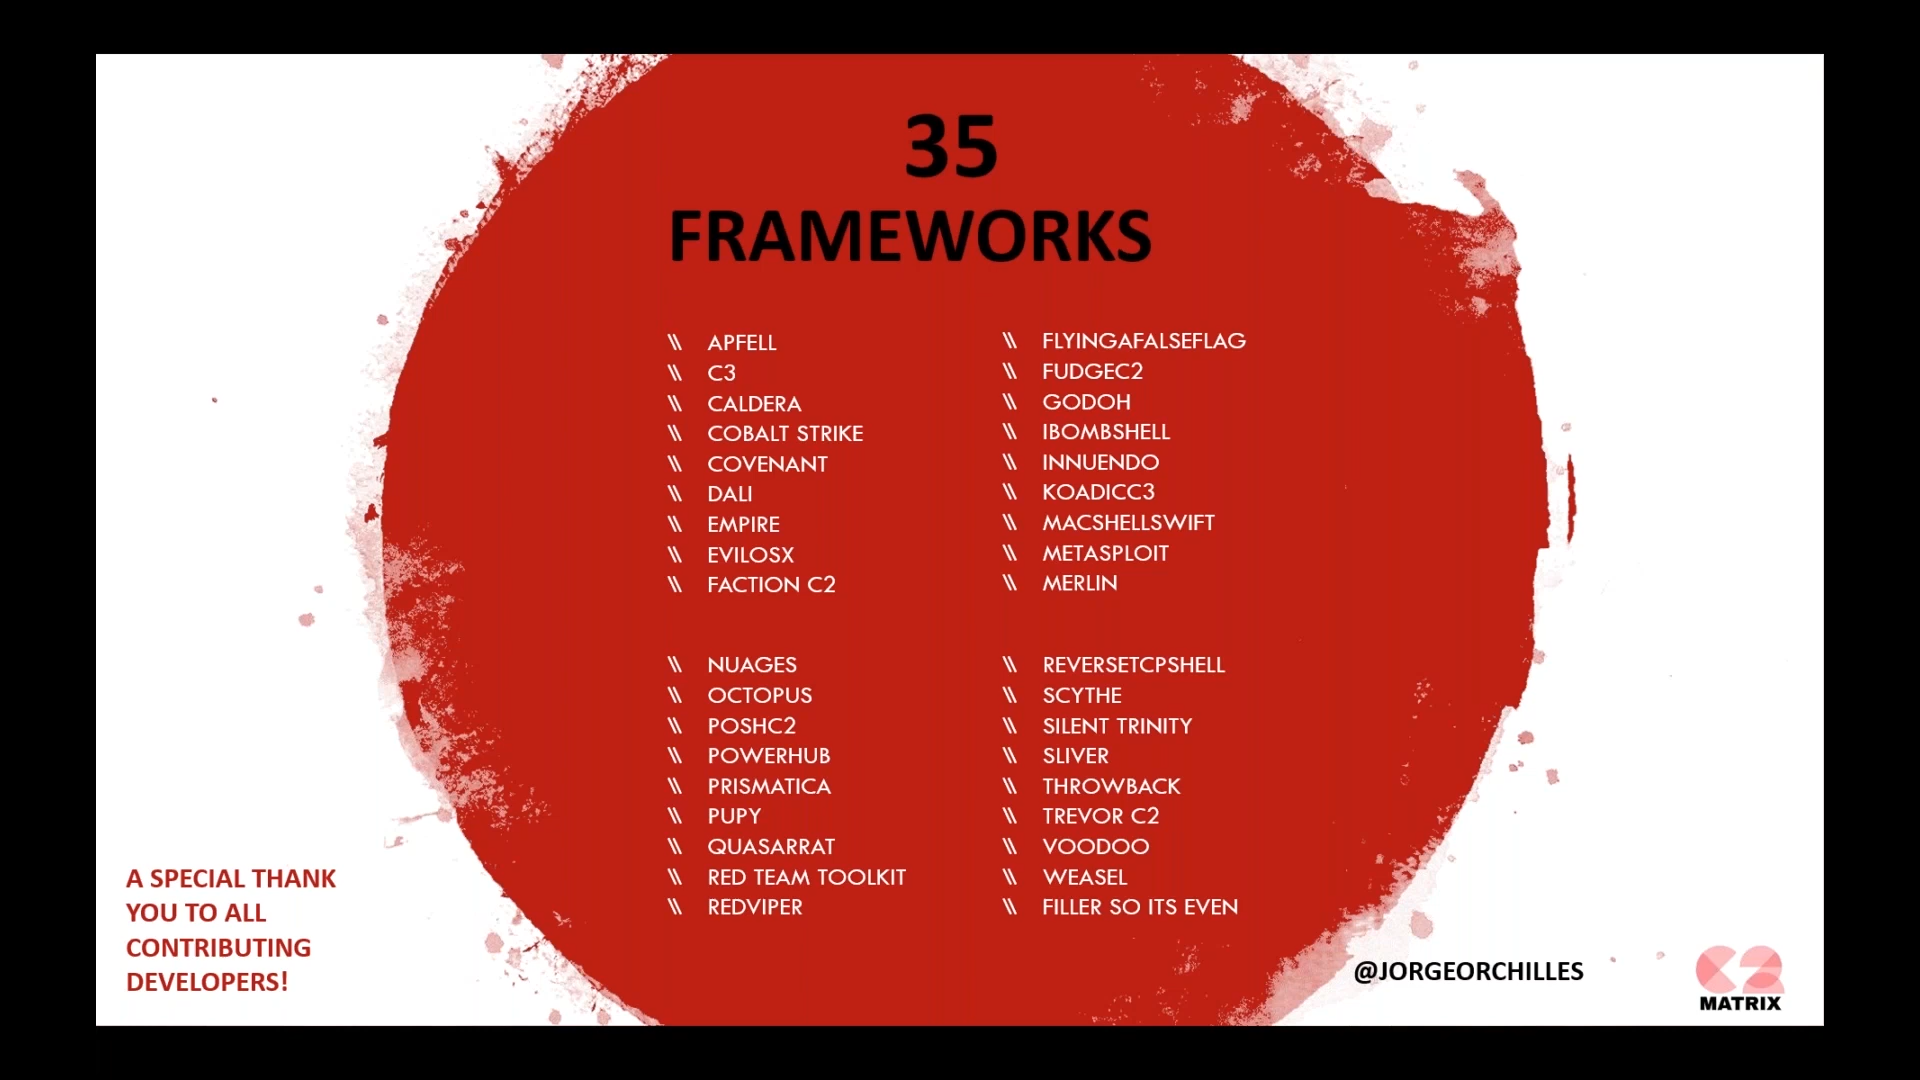 35
FRAMEWORKS
\\ APFELL
\\ C3
\\ CALDERA
\\ COBALT STRIKE
\\ COVENANT
\\ DALI
\\ EMPIRE
\\ EVILOSX
\\ FACTION C2
\\ FLYINGAFALSEFLAG
\\ FUDGEC2
\\ GODOH
\\ IBOMBSHELL
\\ INNUENDO
\\ KOADICC3
\\ MACSHELLSWIFT
\\ METASPLOIT
\\ MERLIN
\\ NUAGES
\\ OCTOPUS
\\ POSHC2
\\ POWERHUB
\\ PRISMATICA
\\ PUPY
\\ QUASARRAT
\\ RED TEAM TOOLKIT
\\ REDVIPER
\\ REVERSETCPSHELL
\\ SCYTHE
\\ SILENT TRINITY
\\ SLIVER
\\ THROWBACK
\\ TREVOR C2
\\ VOODOO
\\ WEASEL
\\ FILLER SO ITS EVEN
A SPECIAL THANK
YOU TO ALL
CONTRIBUTING
DEVELOPERS!
@JORGEORCHILLES
C2
MATRIX